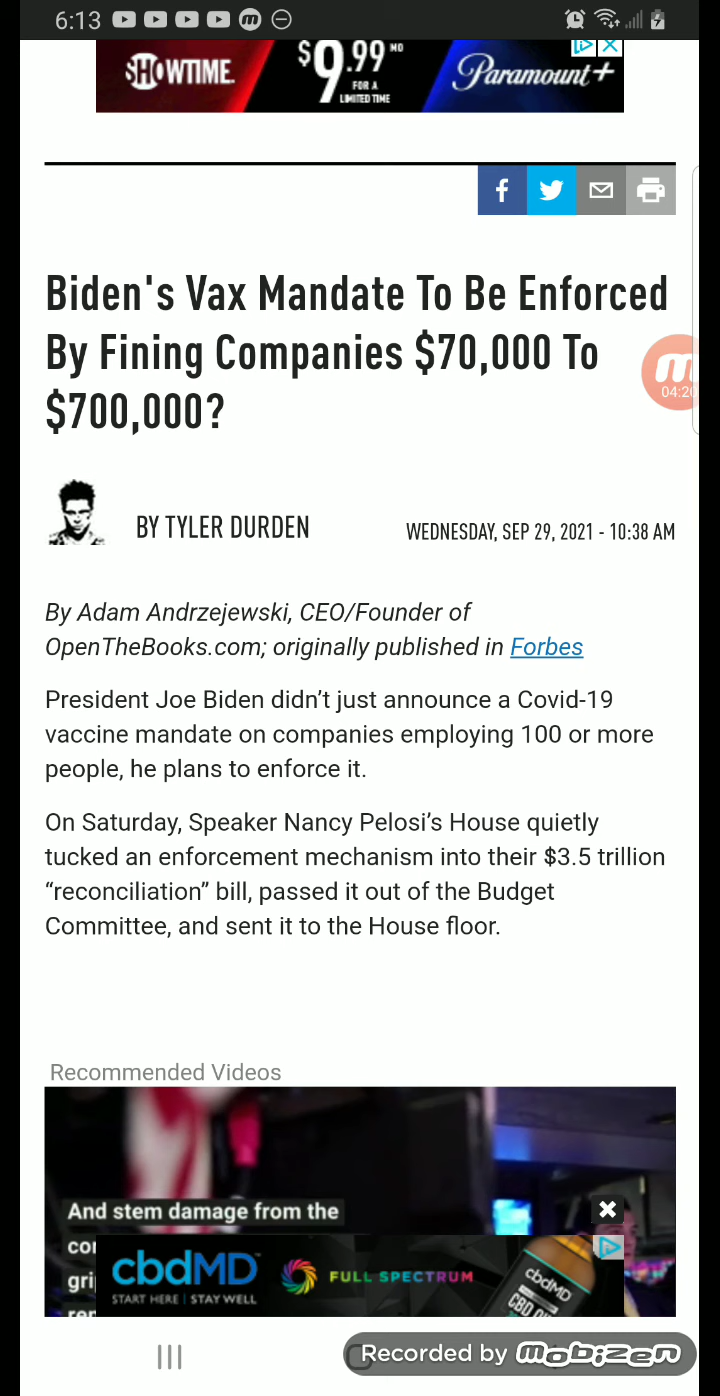 6:13
SHOWTIME.
$9.99 MO
FOR A
LIMITED TIME
Paramount+
Biden's Vax Mandate To Be Enforced
By Fining Companies $70,000 To
$700,000?
04:20
BY TYLER DURDEN
WEDNESDAY, SEP 29, 2021 - 10:38 AM
By Adam Andrzejewski, CEO/Founder of
OpenTheBooks.com; originally published in Forbes
President Joe Biden didn’t just announce a Covid-19
vaccine mandate on companies employing 100 or more
people, he plans to enforce it.
On Saturday, Speaker Nancy Pelosi’s House quietly
tucked an enforcement mechanism into their $3.5 trillion
“reconciliation” bill, passed it out of the Budget
Committee, and sent it to the House floor.
Recommended Videos
And stem damage from the
cbdMD
START HERE | STAY WELL
FULL SPECTRUM
cbdMD
Recorded by mobizen